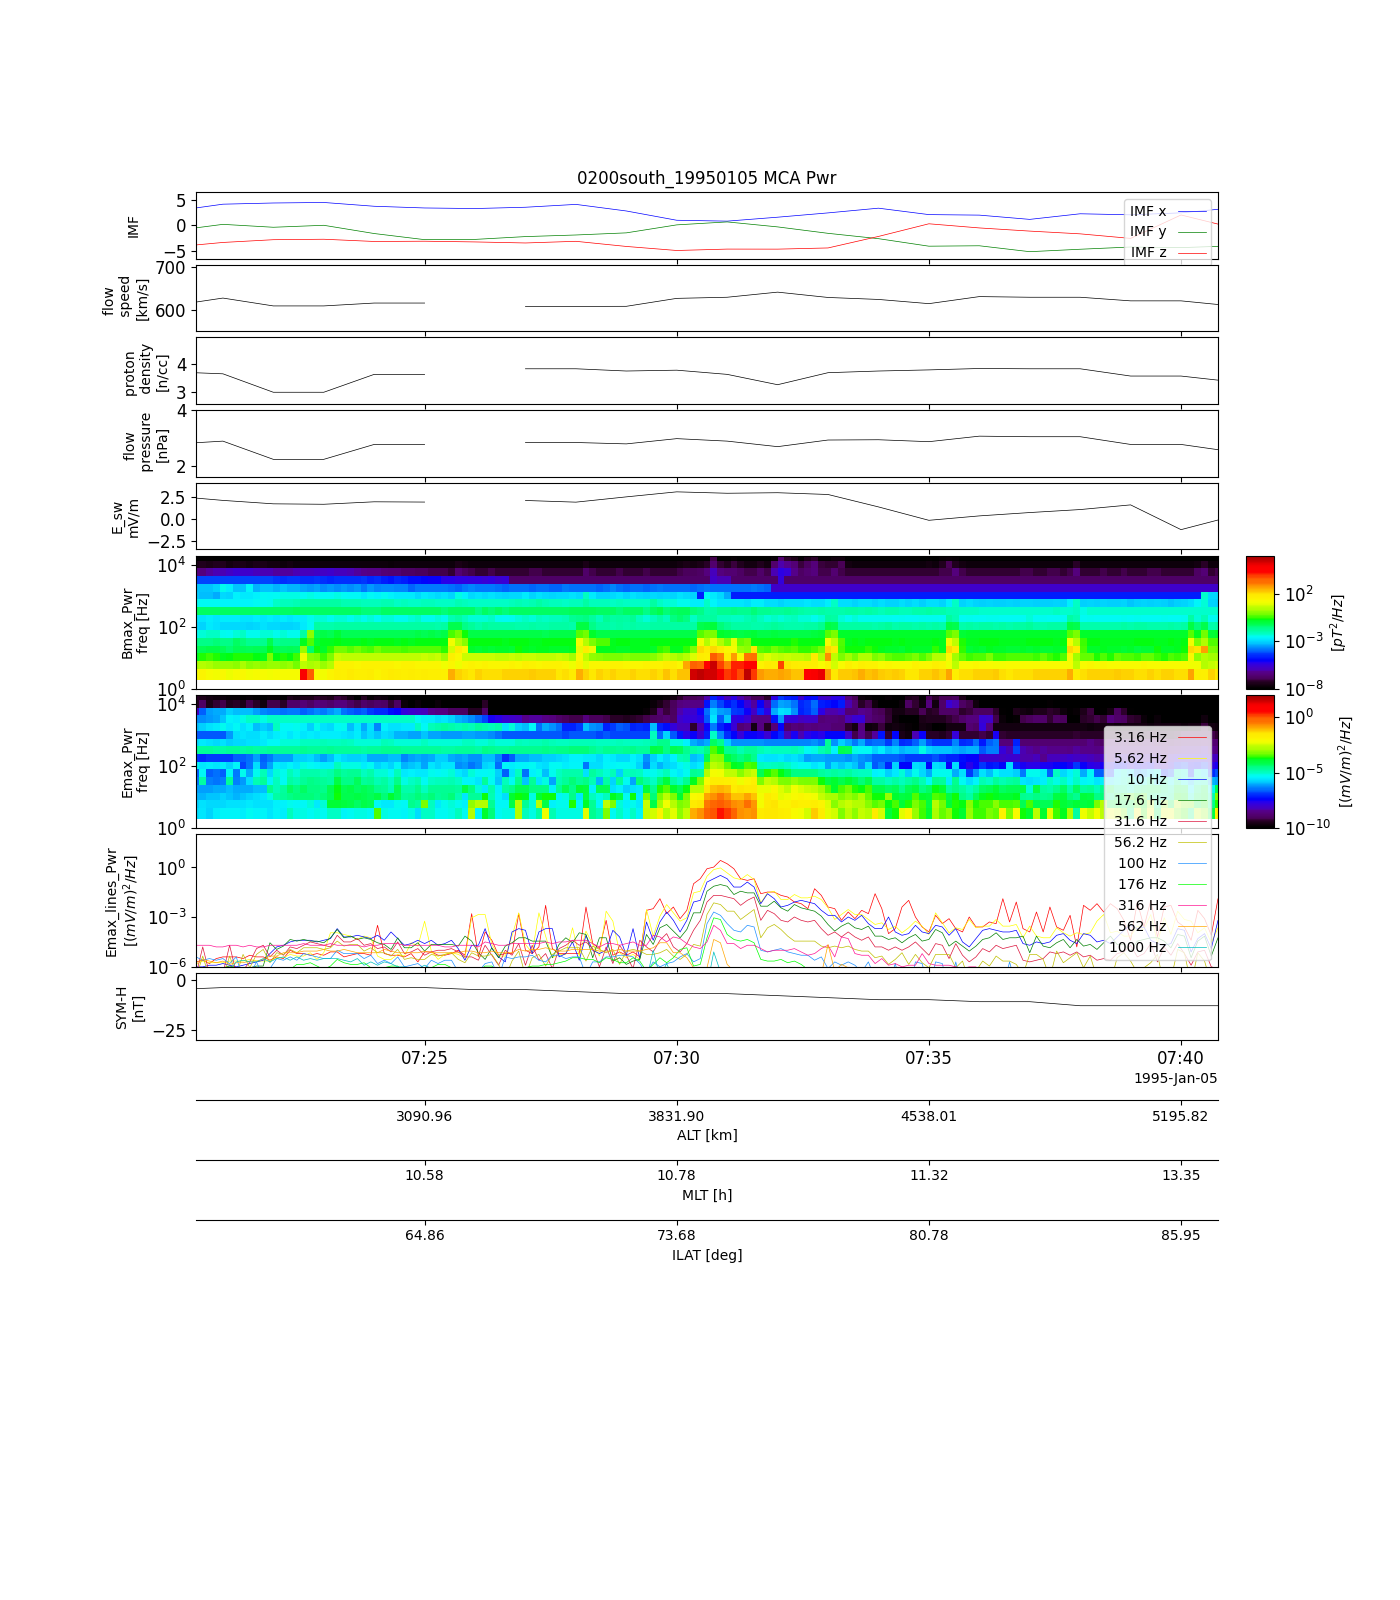 0200south_19950105 MCA Pwr
5
0
−5
IMF
IMF x
IMF y
IMF z
700
600
flow
speed
[km/s]
4
3
proton
density
[n/cc]
4
2
flow
pressure
[nPa]
2.5
0.0
−2.5
E_sw
mV/m
10^4
10^2
10^0
Bmax_Pwr
freq [Hz]
10^2
10^−3
10^−8
[pT^2/Hz]
10^4
10^2
10^0
Emax_Pwr
freq [Hz]
10^0
10^−5
10^−10
[(mV/m)^2/Hz]
3.16 Hz
5.62 Hz
10 Hz
17.6 Hz
31.6 Hz
56.2 Hz
100 Hz
176 Hz
316 Hz
562 Hz
1000 Hz
10^0
10^−3
10^−6
Emax_lines_Pwr
[(mV/m)^2/Hz]
0
−25
SYM-H
[nT]
07:25 07:30 07:35 07:40
1995-Jan-05
3090.96 3831.90 4538.01 5195.82
ALT [km]
10.58 10.78 11.32 13.35
MLT [h]
64.86 73.68 80.78 85.95
ILAT [deg]